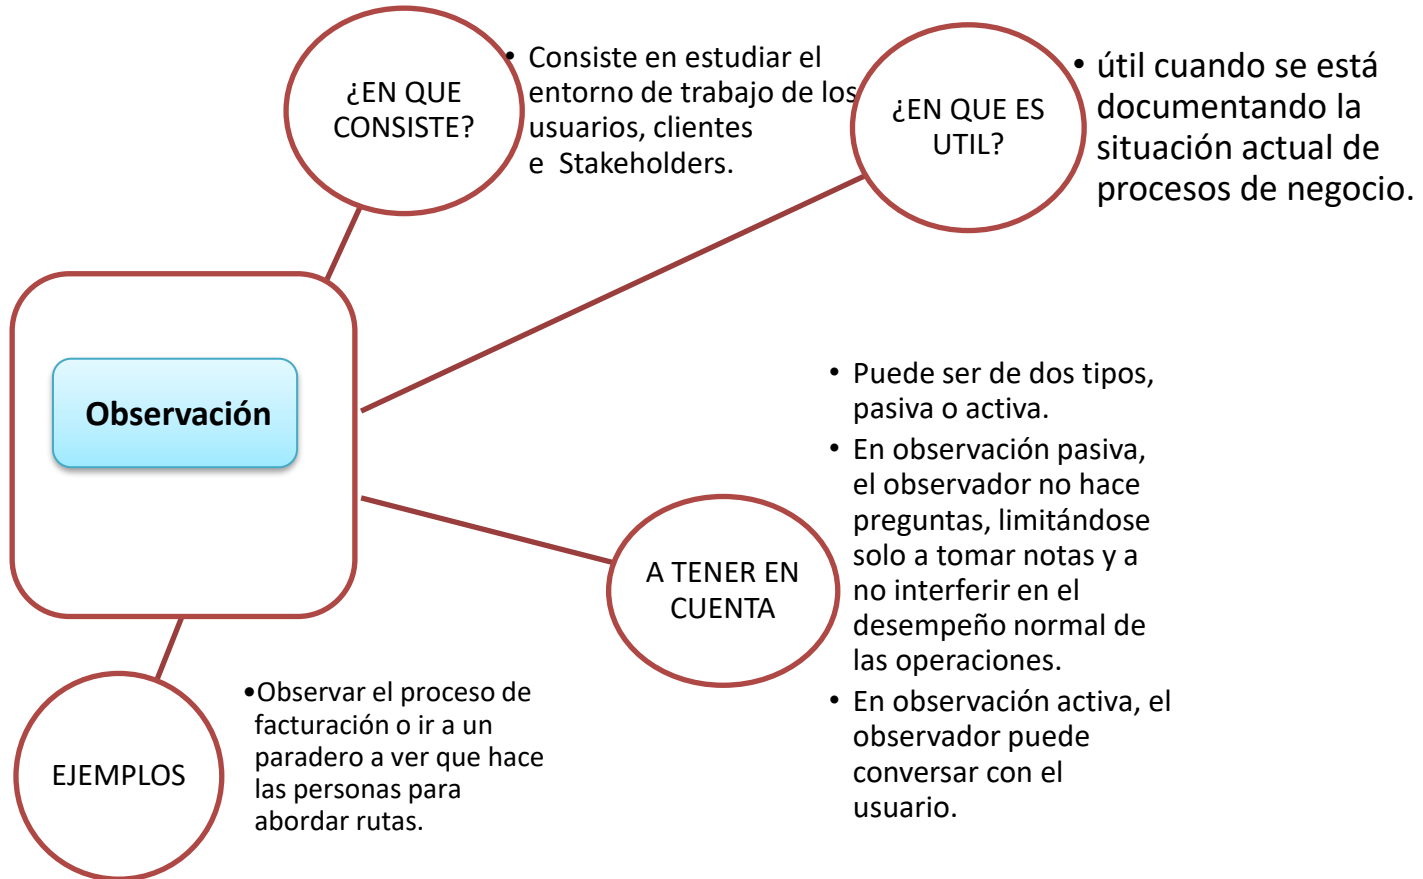 ¿EN QUE
CONSISTE?
• Consiste en estudiar el
entorno de trabajo de los
usuarios, clientes
e  Stakeholders.
¿EN QUE ES
UTIL?
• útil cuando se está
documentando la
situación actual de
procesos de negocio.
Observación
A TENER EN
CUENTA
• Puede ser de dos tipos,
pasiva o activa.
• En observación pasiva,
el observador no hace
preguntas, limitándose
solo a tomar notas y a
no interferir en el
desempeño normal de
las operaciones.
• En observación activa, el
observador puede
conversar con el
usuario.
EJEMPLOS
•Observar el proceso de
facturación o ir a un
paradero a ver que hace
las personas para
abordar rutas.